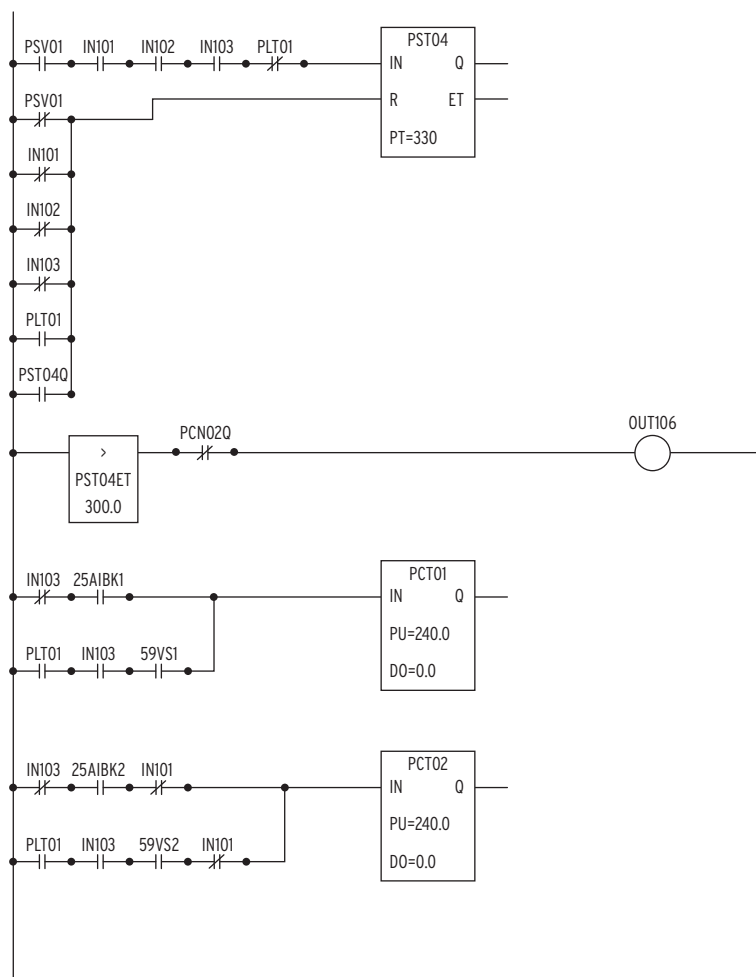 PSV01 IN101 IN102 IN103 PLT01
PST04
IN Q
R ET
PT=330
PSV01
IN101
IN102
IN103
PLT01
PST04Q
PCN02Q
OUT106
>
PST04ET
300.0
IN103 25AIBK1
PCT01
IN Q
PU=240.0
DO=0.0
PLT01 IN103 59VS1
IN103 25AIBK2 IN101
PCT02
IN Q
PU=240.0
DO=0.0
PLT01 IN103 59VS2 IN101